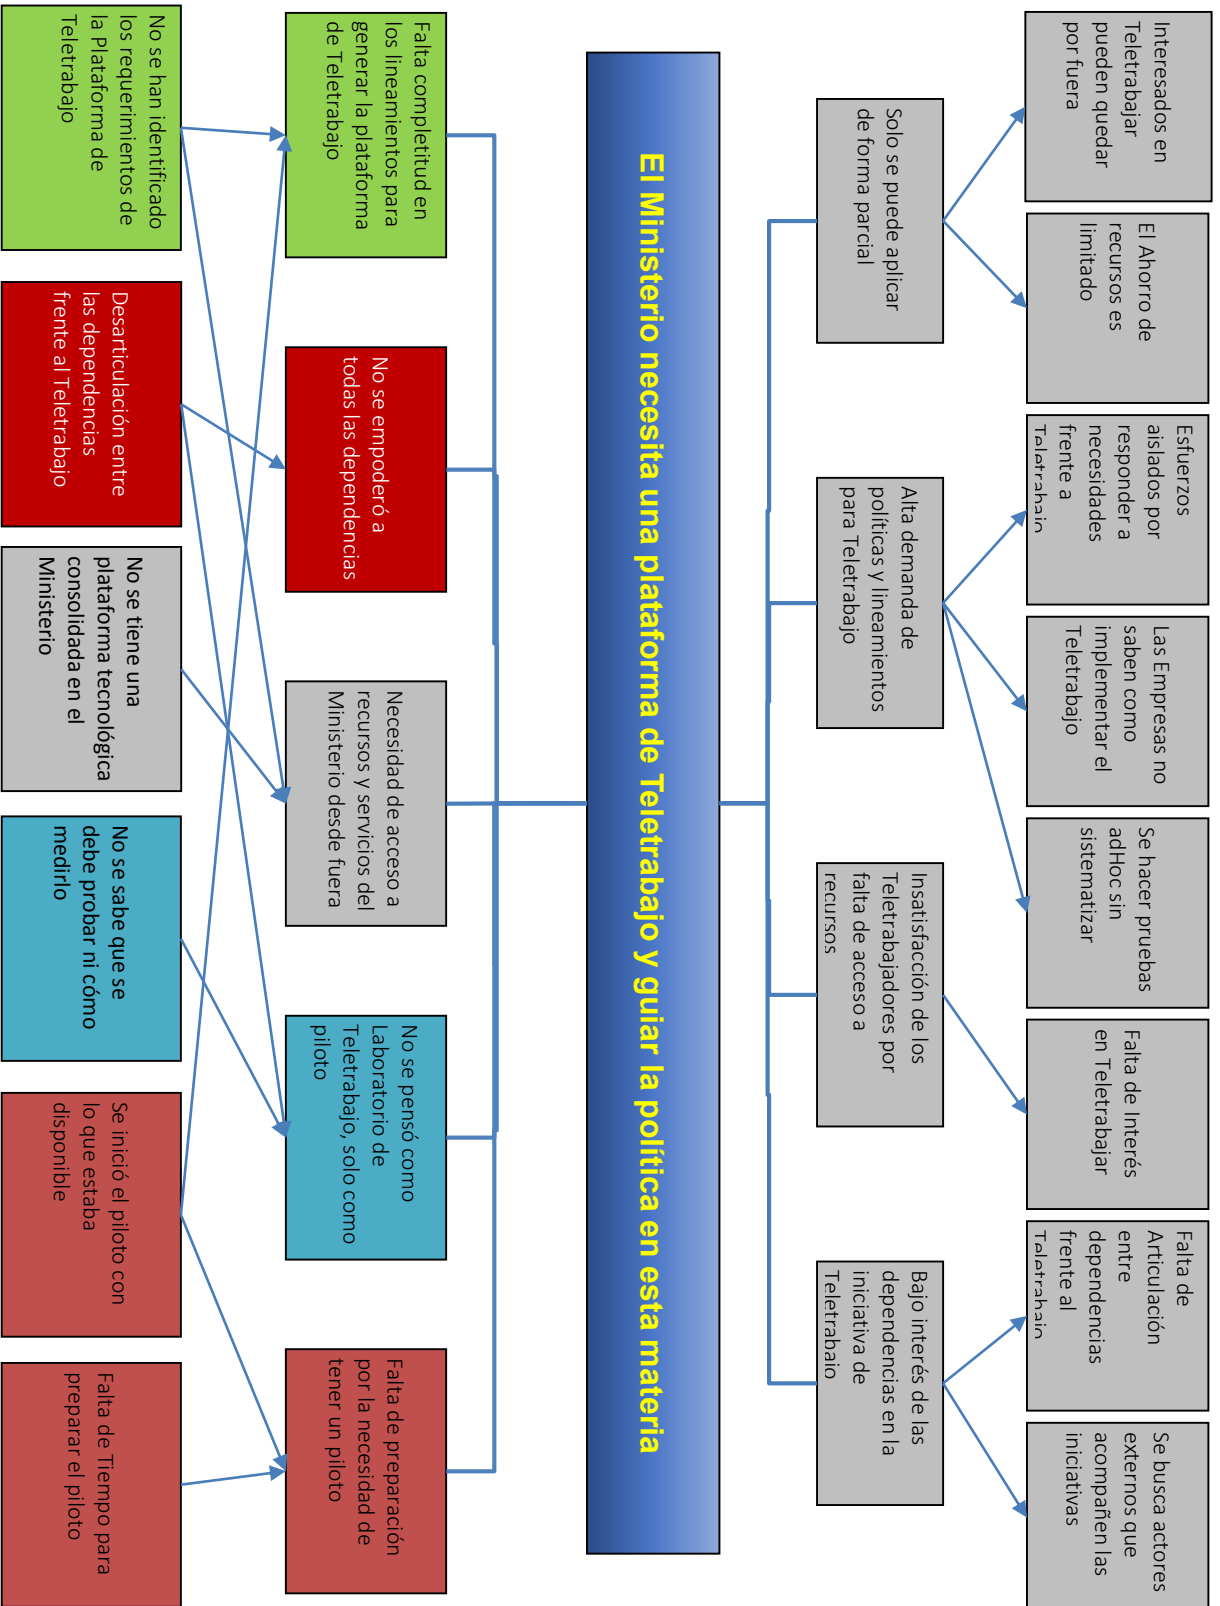 Interesados en
Teletrabajar
pueden quedar
por fuera
El Ahorro de
recursos es
limitado
Esfuerzos
aislados por
responder a
necesidades
frente a
Teletrabajo
Las Empresas no
saben como
implementar el
Teletrabajo
Se hacer pruebas
adHoc sin
sistematizar
Falta de Interés
en Teletrabajar
Falta de
Articulación
entre
dependencias
frente al
Teletrabajo
Se busca actores
externos que
acompañen las
iniciativas
Solo se puede aplicar
de forma parcial
Alta demanda de
políticas y lineamientos
para Teletrabajo
Insatisfacción de los
Teletrabajadores por
falta de acceso a
recursos
Bajo interés de las
dependencias en la
iniciativa de
Teletrabajo
El Ministerio necesita una plataforma de Teletrabajo y guiar la política en esta materia
Falta completitud en
los lineamientos para
generar la plataforma
de Teletrabajo
No se empoderó a
todas las dependencias
Necesidad de acceso a
recursos y servicios del
Ministerio desde fuera
No se pensó como
Laboratorio de
Teletrabajo, solo como
piloto
Falta de preparación
por la necesidad de
tener un piloto
No se han identificado
los requerimientos de
la Plataforma de
Teletrabajo
Desarticulación entre
las dependencias
frente al Teletrabajo
No se tiene una
plataforma tecnológica
consolidada en el
Ministerio
No se sabe que se
debe probar ni cómo
medirlo
Se inició el piloto con
lo que estaba
disponible
Falta de Tiempo para
preparar el piloto